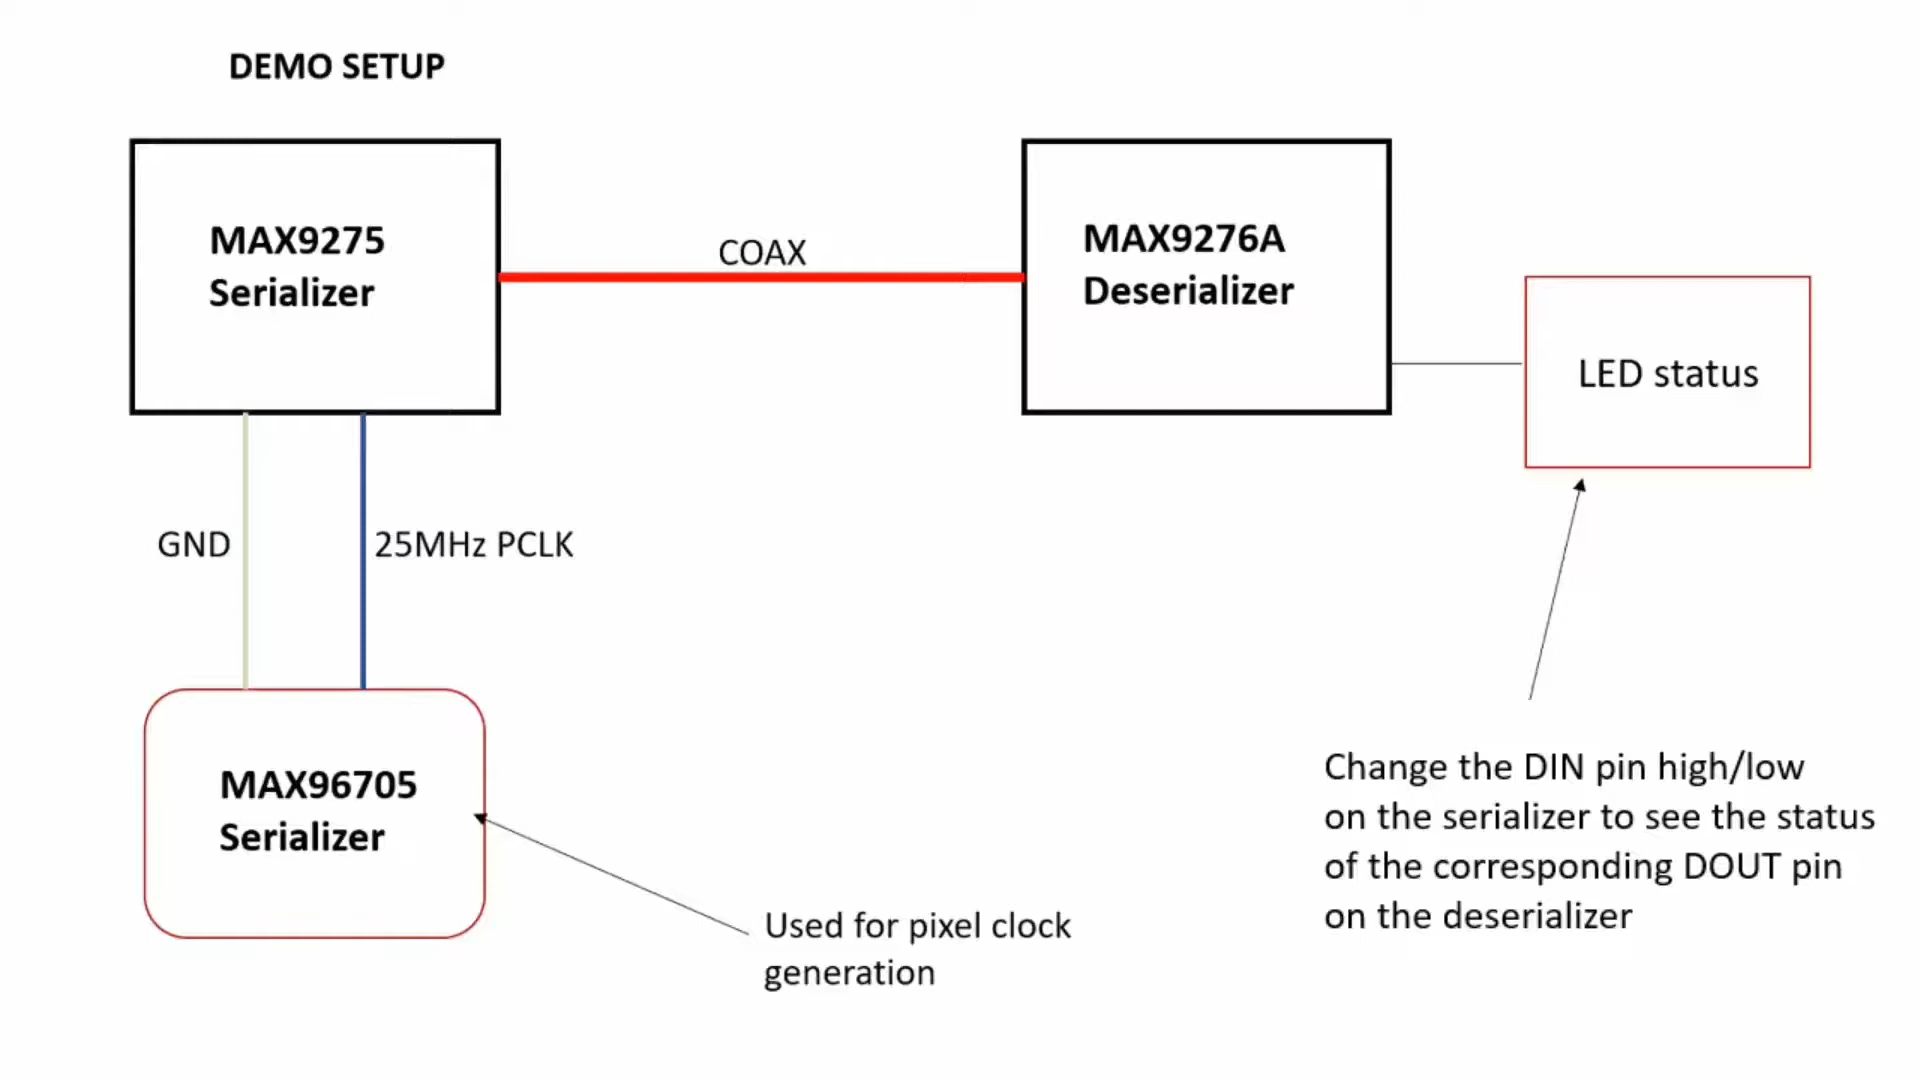 DEMO SETUP
MAX9275
Serializer
COAX
MAX9276A
Deserializer
LED status
GND
25MHz PCLK
MAX96705
Serializer
Used for pixel clock
generation
Change the DIN pin high/low
on the serializer to see the status
of the corresponding DOUT pin
on the deserializer